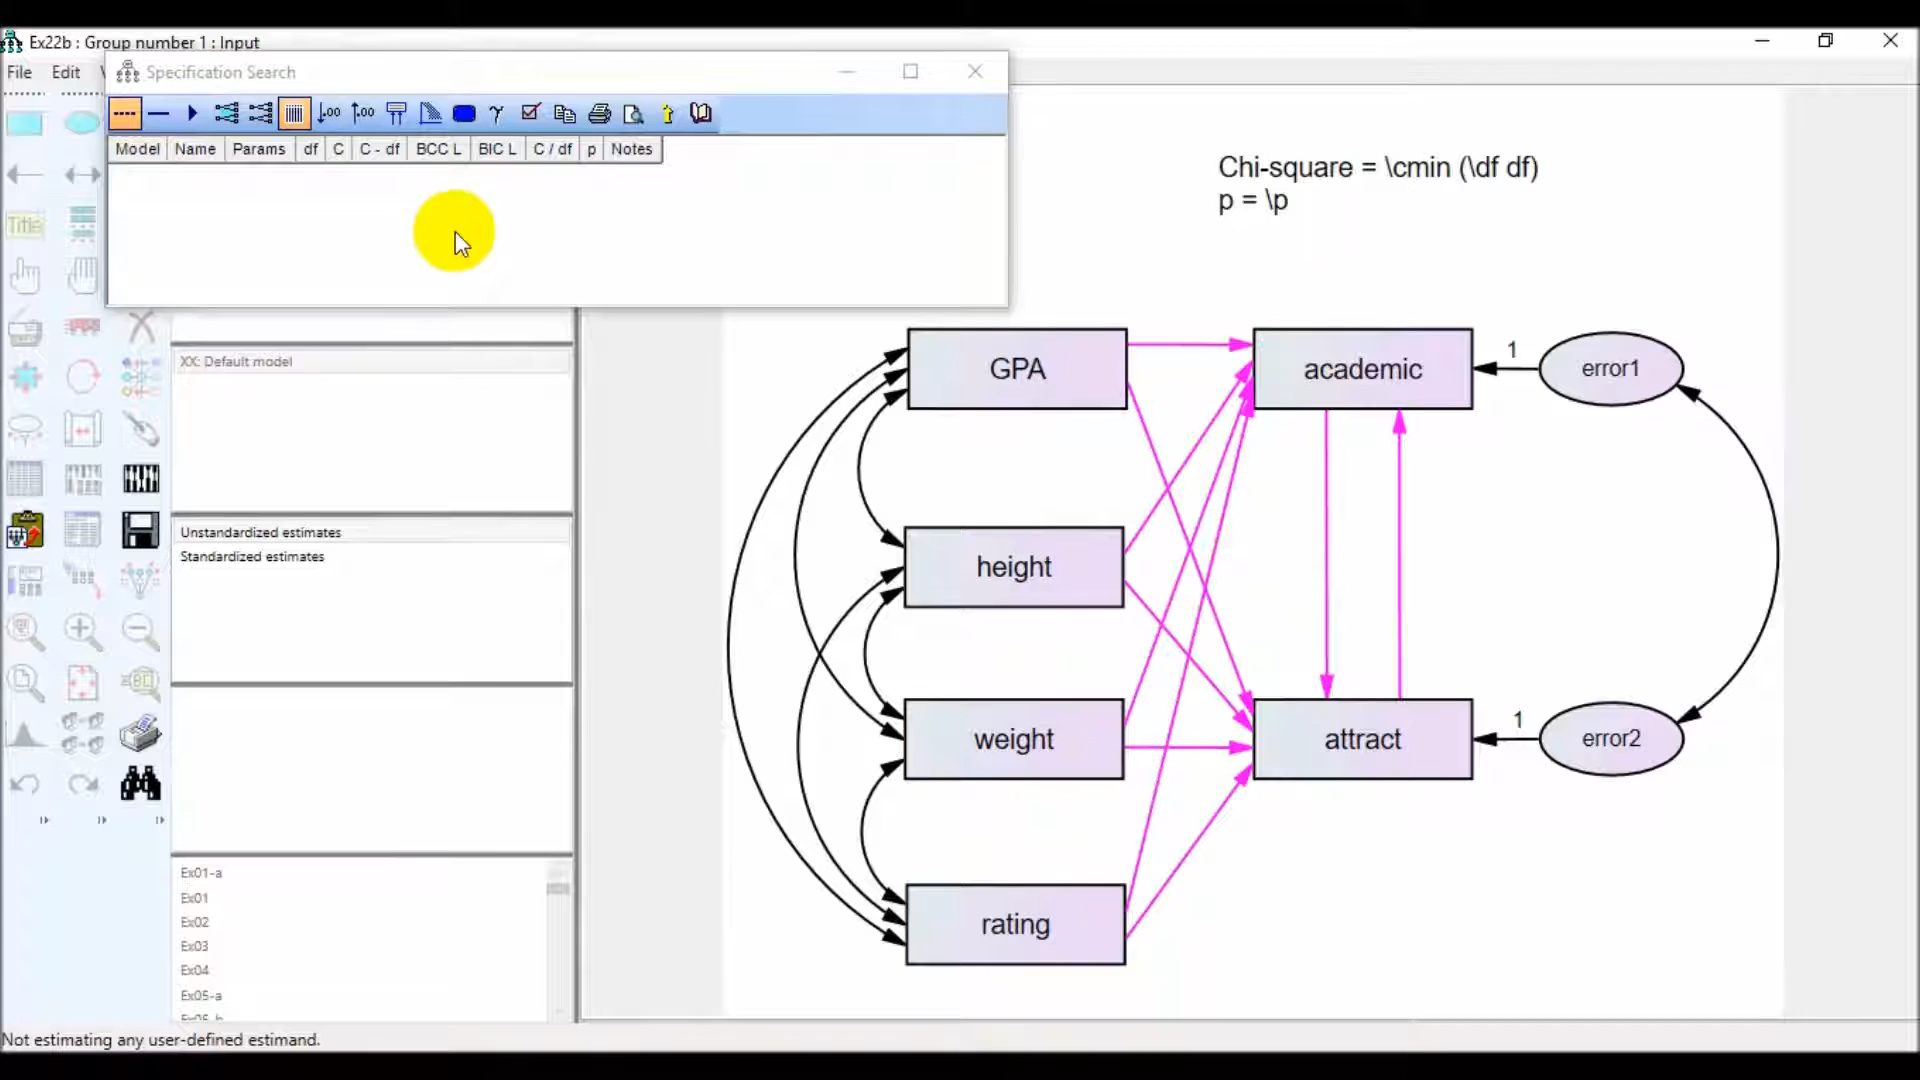 Ex22b : Group number 1 : Input
File Edit
Specification Search
Model Name Params df C C - df BCC L BIC L C / df p Notes
Chi-square = \cmin (\df df)
p = \p
Title
XX: Default model
Unstandardized estimates
Standardized estimates
GPA
height
weight
rating
academic
attract
1
error1
1
error2
Ex01-a
Ex01
Ex02
Ex03
Ex04
Ex05-a
Not estimating any user-defined estimand.